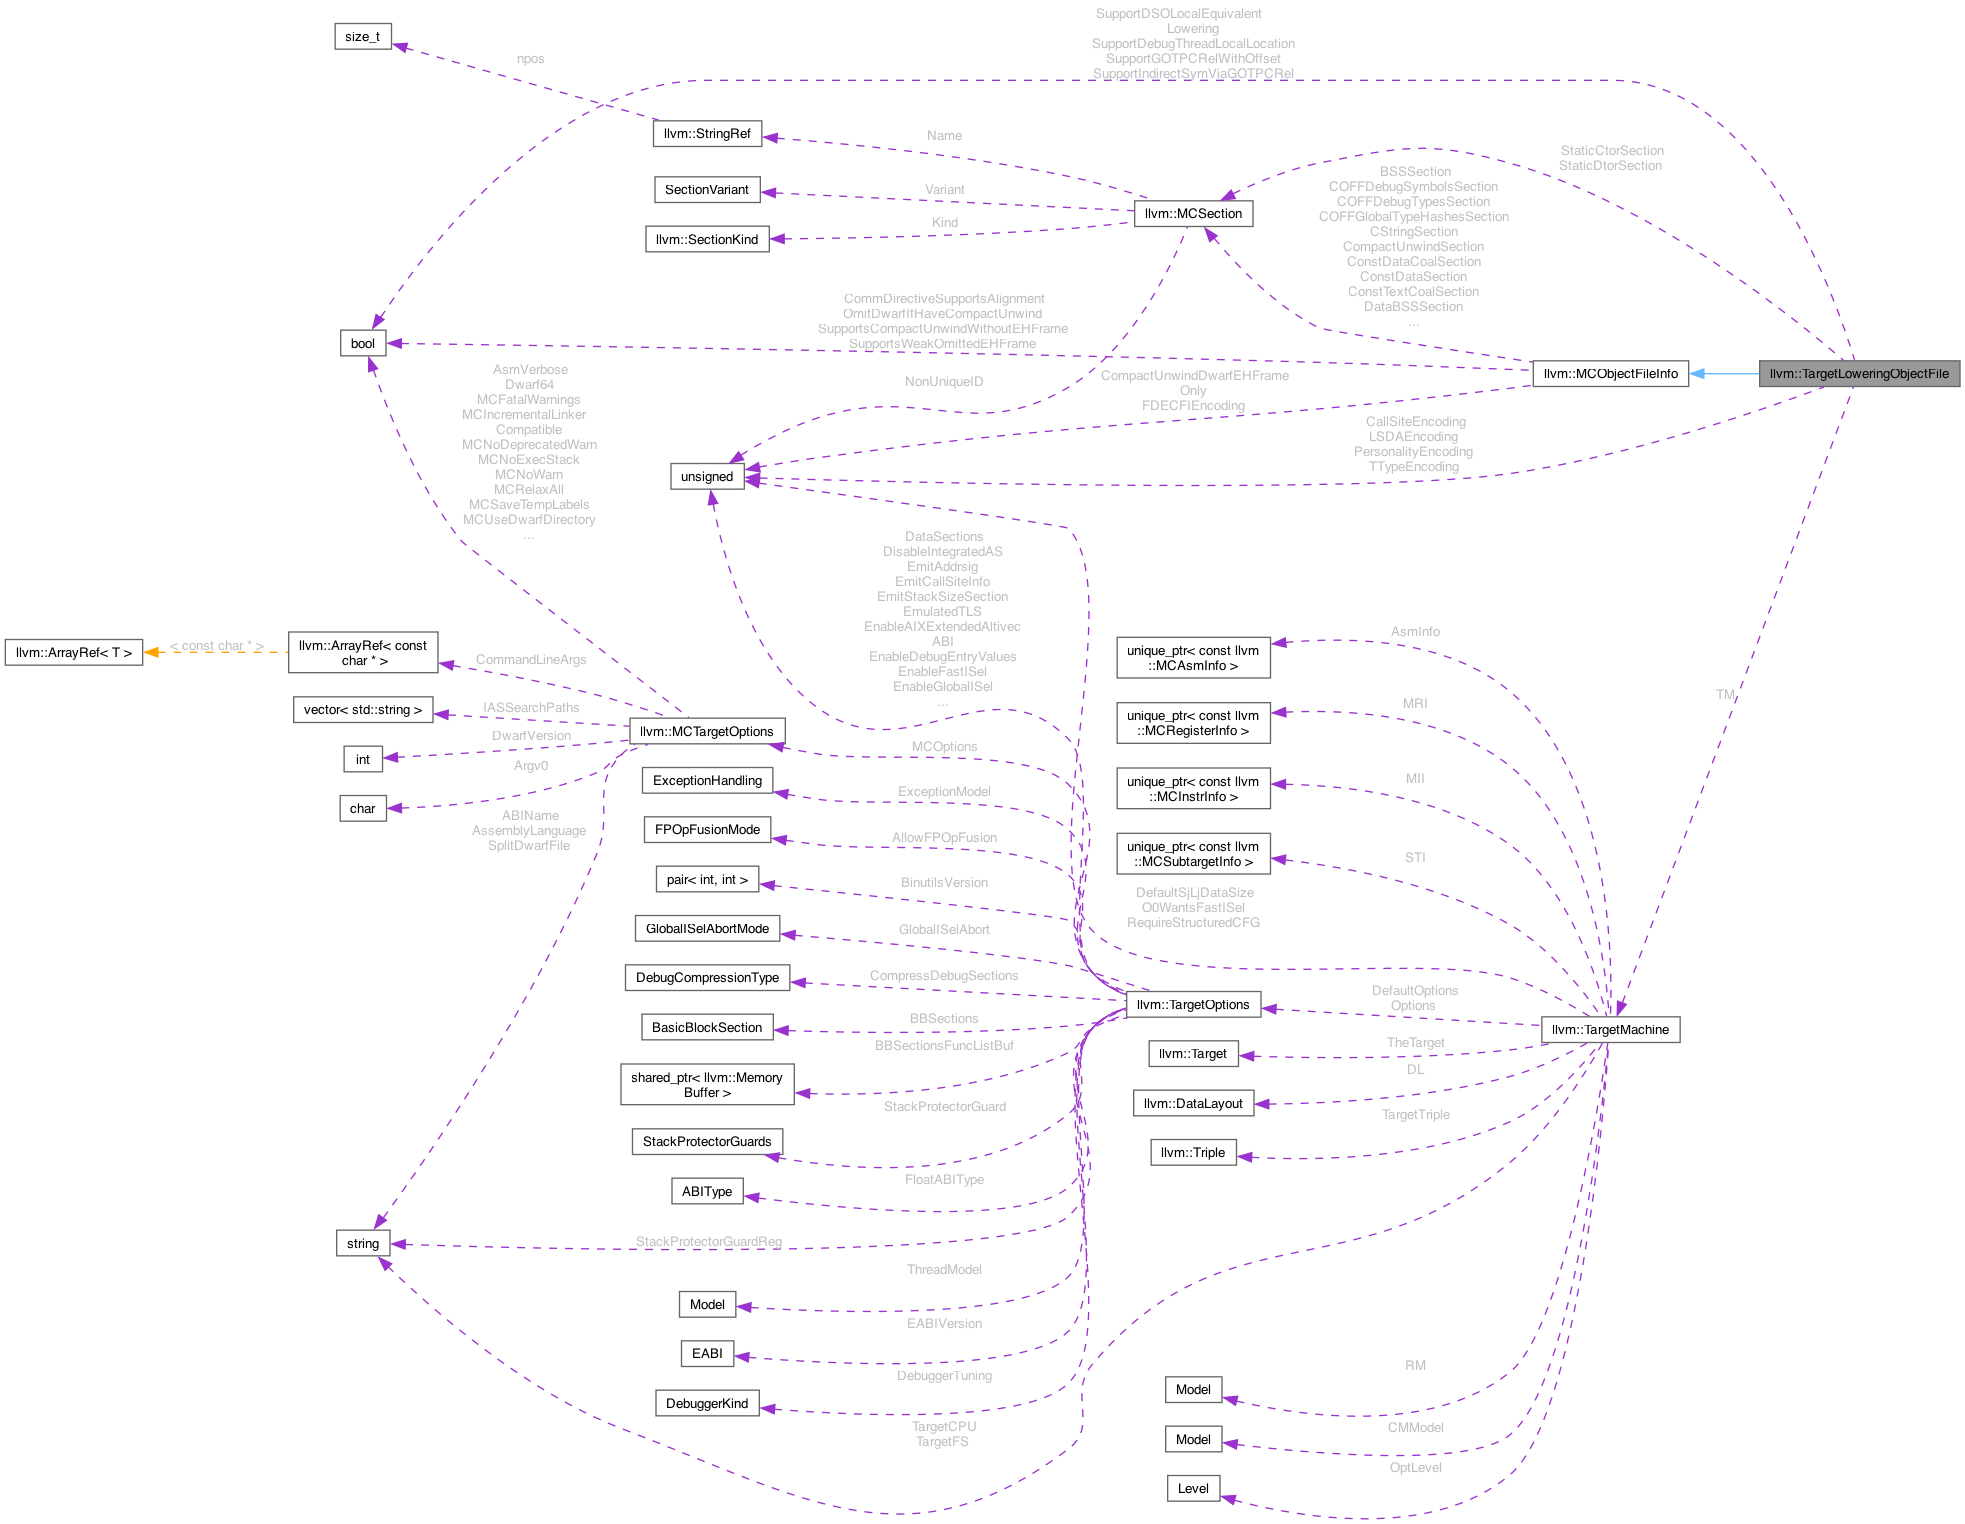 SupportDSOLocalEquivalent
Lowering
SupportDebugThreadLocalLocation
SupportGOTPCRelWithOffset
SupportIndirectSymViaGOTPCRel
size_t
npos
llvm::StringRef
Name
StaticCtorSection
StaticDtorSection
SectionVariant
Variant
llvm::SectionKind
Kind
llvm::MCSection
BSSSection
COFFDebugSymbolsSection
COFFDebugTypesSection
COFFGlobalTypeHashesSection
CStringSection
CompactUnwindSection
ConstDataCoalSection
ConstDataSection
ConstTextCoalSection
DataBSSSection
...
CommDirectiveSupportsAlignment
OmitDwarfIfHaveCompactUnwind
SupportsCompactUnwindWithoutEHFrame
SupportsWeakOmittedEHFrame
bool
llvm::MCObjectFileInfo
llvm::TargetLoweringObjectFile
AsmVerbose
Dwarf64
MCFatalWarnings
MCIncrementalLinker
Compatible
MCNoDeprecatedWarn
MCNoExecStack
MCNoWarn
MCRelaxAll
MCSaveTempLabels
MCUseDwarfDirectory
...
NonUniqueID
CompactUnwindDwarfEHFrame
Only
FDECFIEncoding
CallSiteEncoding
LSDAEncoding
PersonalityEncoding
TTypeEncoding
unsigned
DataSections
DisableIntegratedAS
EmitAddrsig
EmitCallSiteInfo
EmitStackSizeSection
EmulatedTLS
EnableAIXExtendedAltivec
ABI
EnableDebugEntryValues
EnableFastISel
EnableGlobalISel
...
llvm::ArrayRef< T >
< const char * >
llvm::ArrayRef< const
char * >
CommandLineArgs
vector< std::string >
IASSearchPaths
int
DwarfVersion
char
Argv0
ABIName
AssemblyLanguage
SplitDwarfFile
llvm::MCTargetOptions
MCOptions
ExceptionHandling
ExceptionModel
FPOpFusionMode
AllowFPOpFusion
pair< int, int >
BinutilsVersion
GlobalISelAbortMode
GlobalISelAbort
DebugCompressionType
CompressDebugSections
BasicBlockSection
BBSections
BBSectionsFuncListBuf
shared_ptr< llvm::Memory
Buffer >
StackProtectorGuards
StackProtectorGuard
ABIType
FloatABIType
string
StackProtectorGuardReg
Model
ThreadModel
EABI
EABIVersion
DebuggerKind
DebuggerTuning
TargetCPU
TargetFS
unique_ptr< const llvm
::MCAsmInfo >
AsmInfo
unique_ptr< const llvm
::MCRegisterInfo >
MRI
TM
unique_ptr< const llvm
::MCInstrInfo >
MII
unique_ptr< const llvm
::MCSubtargetInfo >
STI
DefaultSjLjDataSize
O0WantsFastISel
RequireStructuredCFG
llvm::TargetOptions
DefaultOptions
Options
llvm::TargetMachine
llvm::Target
TheTarget
llvm::DataLayout
DL
llvm::Triple
TargetTriple
Model
RM
Model
CMModel
Level
OptLevel